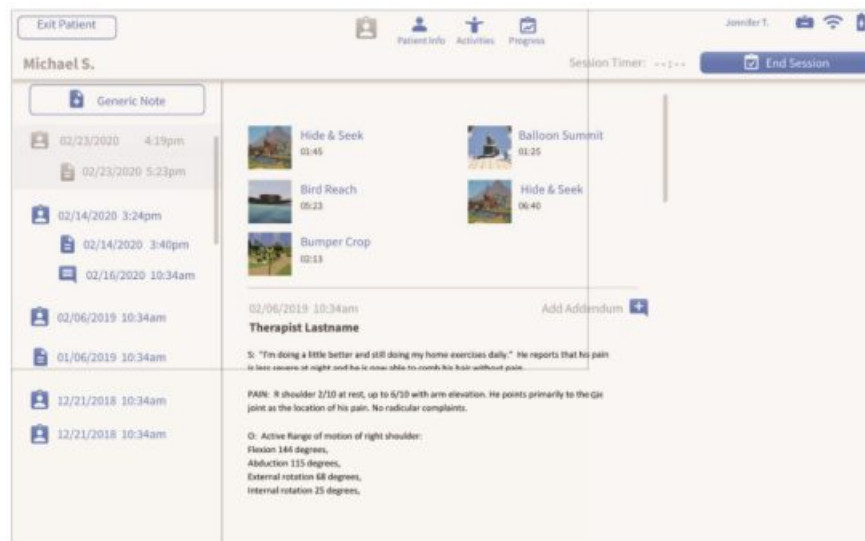 Exit Patient
Patient Info Activities Progress
Jennifer T.
Michael S.
Session Timer: --:--
End Session
Generic Note
02/23/2020 4:19pm
02/23/2020 5:23pm
02/14/2020 3:24pm
02/14/2020 3:40pm
02/16/2020 10:34am
02/06/2019 10:34am
01/06/2019 10:34am
12/21/2018 10:34am
12/21/2018 10:34am
Hide & Seek
01:45
Balloon Summit
01:25
Bird Reach
05:23
Hide & Seek
06:40
Bumper Crop
02:13
02/06/2019 10:34am
Add Addendum
Therapist Lastname
S: "I'm doing a little better and still doing my home exercises daily." He reports that his pain
is less severe at night and he is now able to comb his hair without pain.
PAIN: R shoulder 2/10 at rest, up to 6/10 with arm elevation. He points primarily to the
joint as the location of his pain. No radicular complaints.
O: Active Range of motion of right shoulder:
Flexion 144 degrees,
Abduction 115 degrees,
External rotation 68 degrees,
Internal rotation 25 degrees,